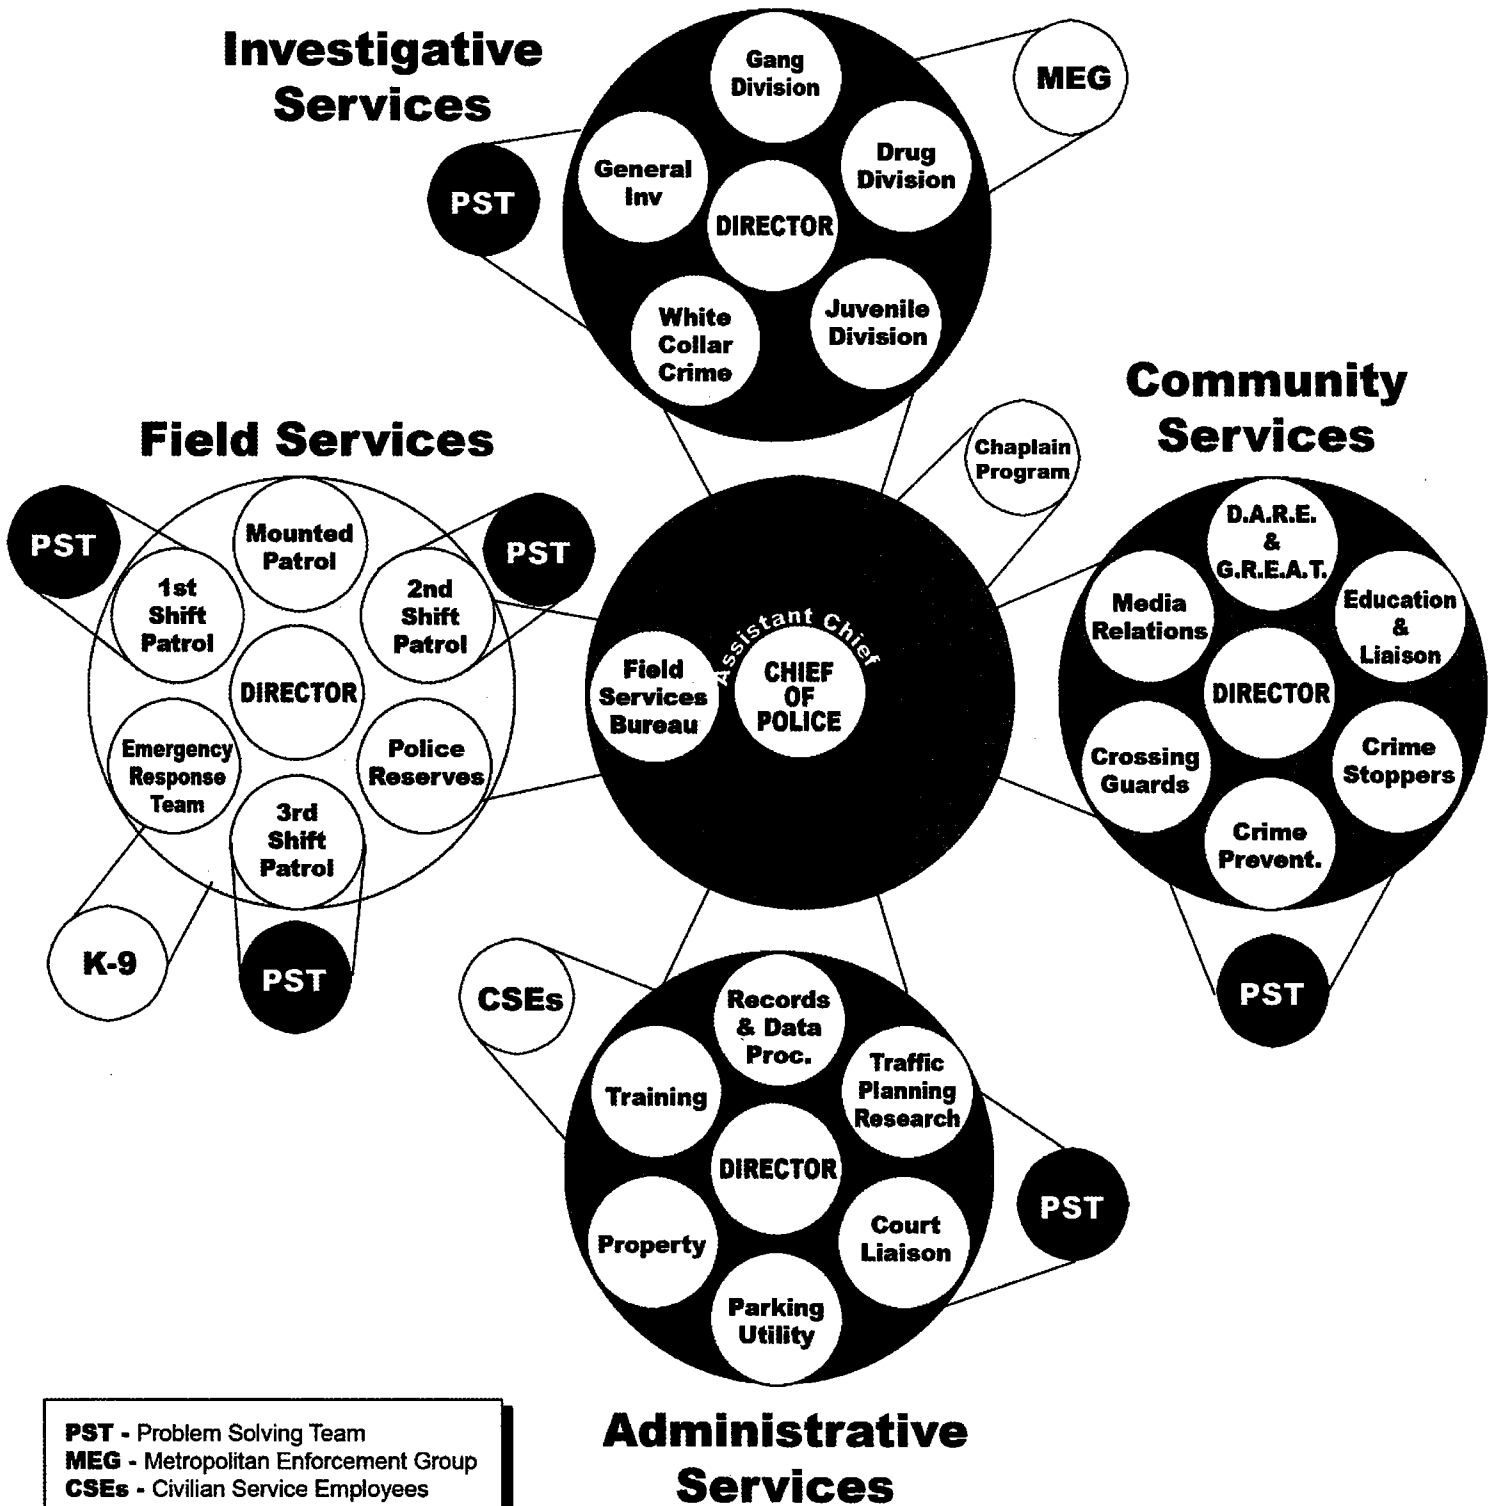 Investigative
Services
Gang
Division
MEG
Drug
Division
General
Inv
PST
DIRECTOR
White
Collar
Crime
Juvenile
Division
Community
Services
Chaplain
Program
Field Services
PST
Mounted
Patrol
PST
1st
Shift
Patrol
2nd
Shift
Patrol
DIRECTOR
Emergency
Response
Team
Police
Reserves
3rd
Shift
Patrol
K-9
PST
Assistant Chief
Field
Services
Bureau
CHIEF
OF
POLICE
D.A.R.E.
&
G.R.E.A.T.
Media
Relations
Education
&
Liaison
DIRECTOR
Crossing
Guards
Crime
Stoppers
Crime
Prevent.
PST
CSEs
Records
& Data
Proc.
Training
Traffic
Planning
Research
DIRECTOR
PST
Property
Court
Liaison
Parking
Utility
Administrative
Services
PST - Problem Solving Team
MEG - Metropolitan Enforcement Group
CSEs - Civilian Service Employees